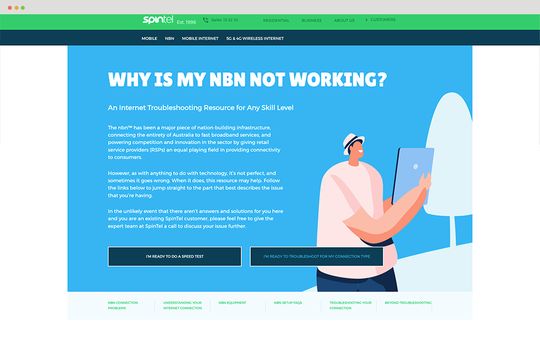 spintel Est. 1996 Sales: 13 22 10 RESIDENTIAL BUSINESS ABOUT US CUSTOMERS
MOBILE NBN MOBILE INTERNET 5G & 4G WIRELESS INTERNET
WHY IS MY NBN NOT WORKING?
An Internet Troubleshooting Resource for Any Skill Level
The nbn™ has been a major piece of nation-building infrastructure,
connecting the entirety of Australia to fast broadband services, and
powering competition and innovation in the sector by giving retail
service providers (RSPs) an equal playing field in providing connectivity
to consumers.
However, as with anything to do with technology, it's not perfect, and
sometimes it goes wrong. When it does, this resource may help. Follow
the links below to jump straight to the part that best describes the issue
that you're having.
In the unlikely event that there aren't answers and solutions for you here
and you are an existing SpinTel customer, please feel free to give the
expert team at SpinTel a call to discuss your issue further.
I'M READY TO DO A SPEED TEST I'M READY TO TROUBLESHOOT FOR MY CONNECTION TYPE
NBN CONNECTION UNDERSTANDING YOUR NBN EQUIPMENT NBN SETUP FAQS TROUBLESHOOTING YOUR BEYOND TROUBLESHOOTING
PROBLEMS INTERNET CONNECTION CONNECTION